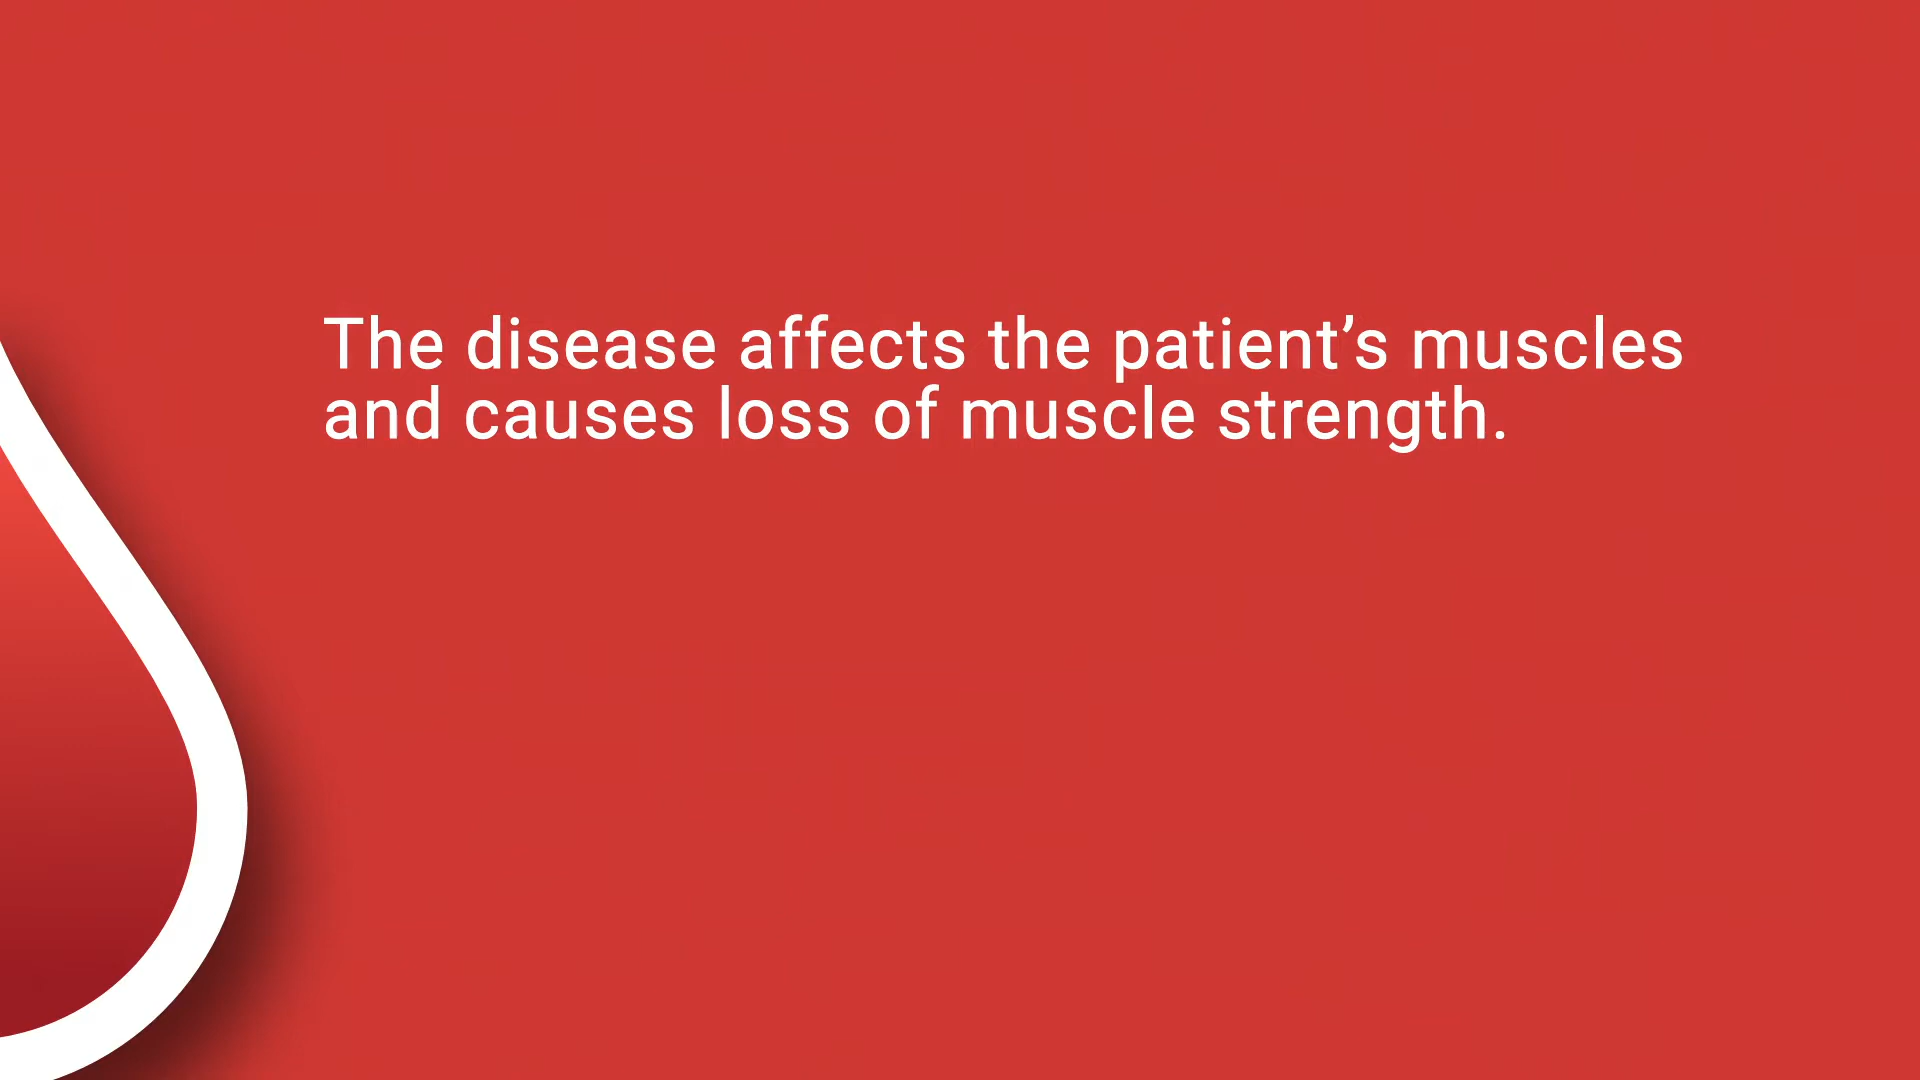 The disease affects the patient’s muscles
and causes loss of muscle strength.